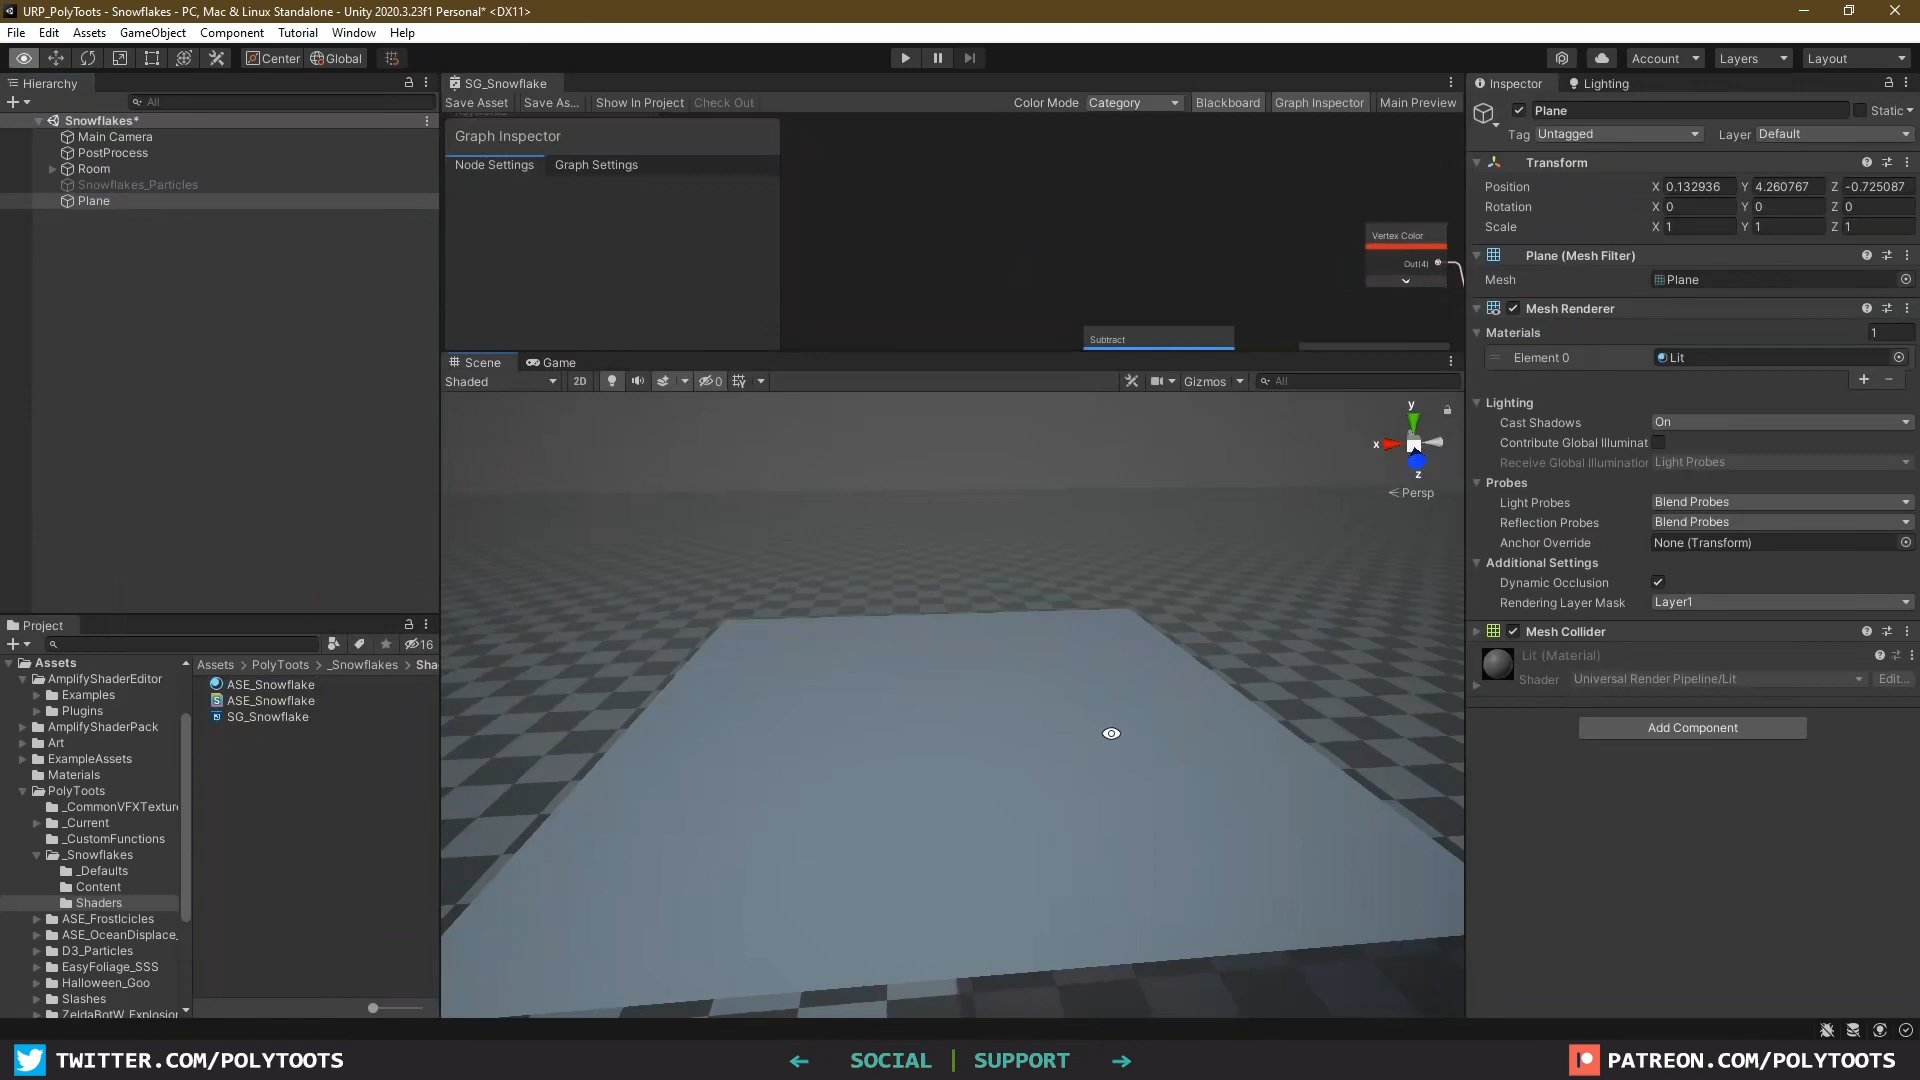 URP_PolyToots - Snowflakes - PC, Mac & Linux Standalone - Unity 2020.3.23f1 Personal* <DX11>
File Edit Assets GameObject Component Tutorial Window Help
Center Global Account Layers Layout
Hierarchy
All
Snowflakes*
Main Camera
PostProcess
Room
Snowflakes_Particles
Plane
SG_Snowflake
Save Asset Save As... Show In Project Check Out Color Mode Category Blackboard Graph Inspector Main Preview
Graph Inspector
Node Settings Graph Settings
Vertex Color
Out(4)
Subtract
Scene Game
Shaded 2D 0 Gizmos All
y
x
z
Persp
Inspector Lighting
Plane Static
Tag Untagged Layer Default
Transform
Position X 0.132936 Y 4.260767 Z -0.725087
Rotation X 0 Y 0 Z 0
Scale X 1 Y 1 Z 1
Plane (Mesh Filter)
Mesh Plane
Mesh Renderer
Materials 1
Element 0 Lit
Lighting
Cast Shadows On
Contribute Global Illuminat
Receive Global Illumination Light Probes
Probes
Light Probes Blend Probes
Reflection Probes Blend Probes
Anchor Override None (Transform)
Additional Settings
Dynamic Occlusion
Rendering Layer Mask Layer1
Mesh Collider
Lit (Material)
Shader Universal Render Pipeline/Lit Edit...
Add Component
Project
16
Assets
AmplifyShaderEditor
Examples
Plugins
AmplifyShaderPack
Art
ExampleAssets
Materials
PolyToots
_CommonVFXTextur
_Current
_CustomFunctions
_Snowflakes
_Defaults
Content
Shaders
ASE_FrostIcicles
ASE_OceanDisplace_
D3_Particles
EasyFoliage_SSS
Halloween_Goo
Slashes
ZeldaBotW_Explosion
Assets > PolyToots > _Snowflakes > Sha
ASE_Snowflake
ASE_Snowflake
SG_Snowflake
TWITTER.COM/POLYTOOTS
SOCIAL | SUPPORT
PATREON.COM/POLYTOOTS